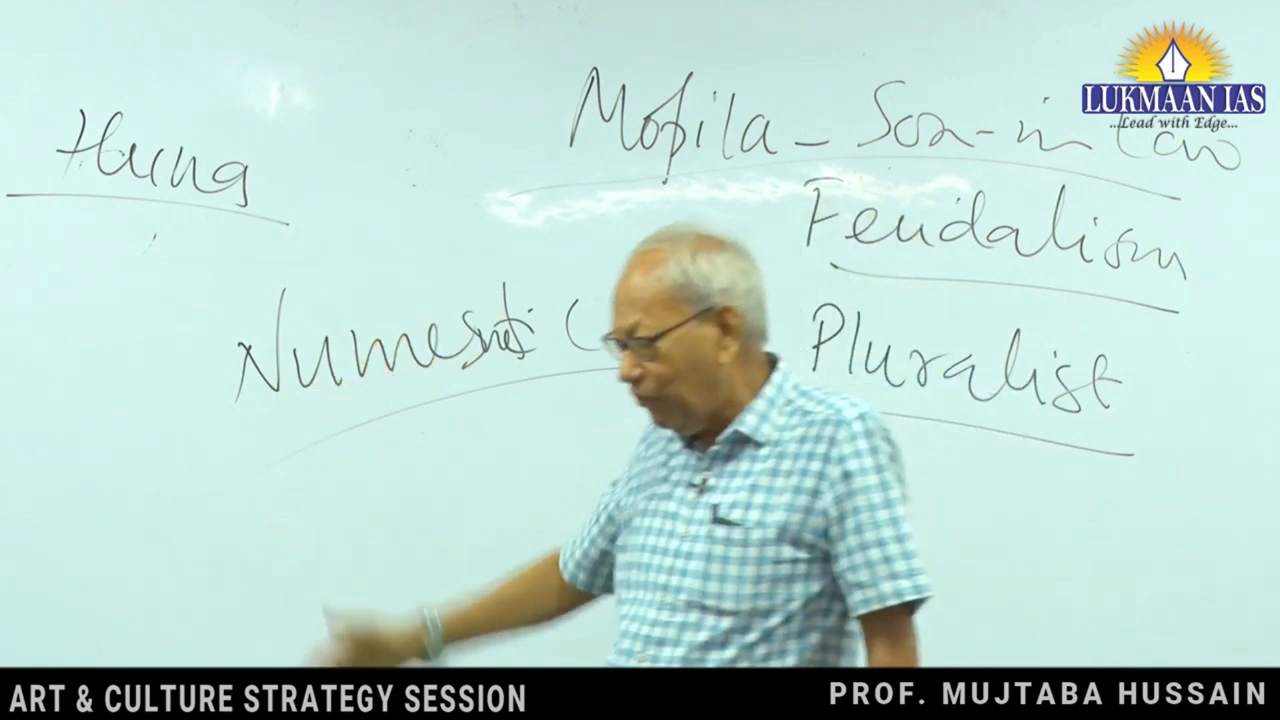 LUKMAAN IAS
...Lead with Edge...
Mopila - Son-in Law
Huna
Feudalism
Pluralist
ART & CULTURE STRATEGY SESSION
PROF. MUJTABA HUSSAIN